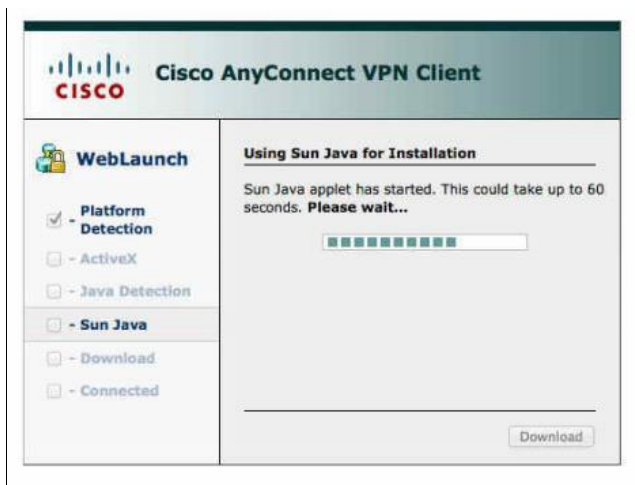 CISCO
Cisco AnyConnect VPN Client
WebLaunch
- Platform
Detection
- ActiveX
- Java Detection
- Sun Java
- Download
- Connected
Using Sun Java for Installation
Sun Java applet has started. This could take up to 60
seconds. Please wait...
Download